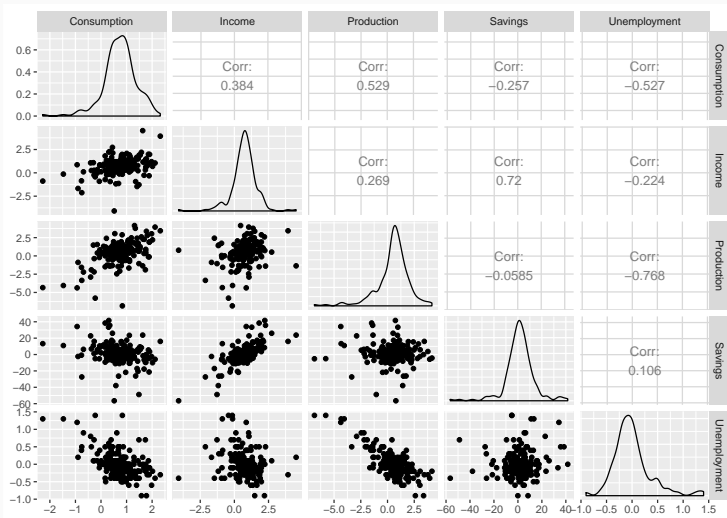 Consumption Income Production Savings Unemployment
0.6
0.4
0.2
0.0
Corr:
0.384
Corr:
0.529
Corr:
−0.257
Corr:
−0.527
Consumption
2.5
0.0
−2.5
Corr:
0.269
Corr:
0.72
Corr:
−0.224
Income
2.5
0.0
−2.5
−5.0
Corr:
−0.0585
Corr:
−0.768
Production
40
20
0
−20
−40
−60
Corr:
0.106
Savings
1.5
1.0
0.5
0.0
−0.5
−1.0
Unemployment
−2 −1 0 1 2 −2.5 0.0 2.5 −5.0 −2.5 0.0 2.5 −60 −40 −20 0 20 40 −1.0 −0.5 0.0 0.5 1.0 1.5